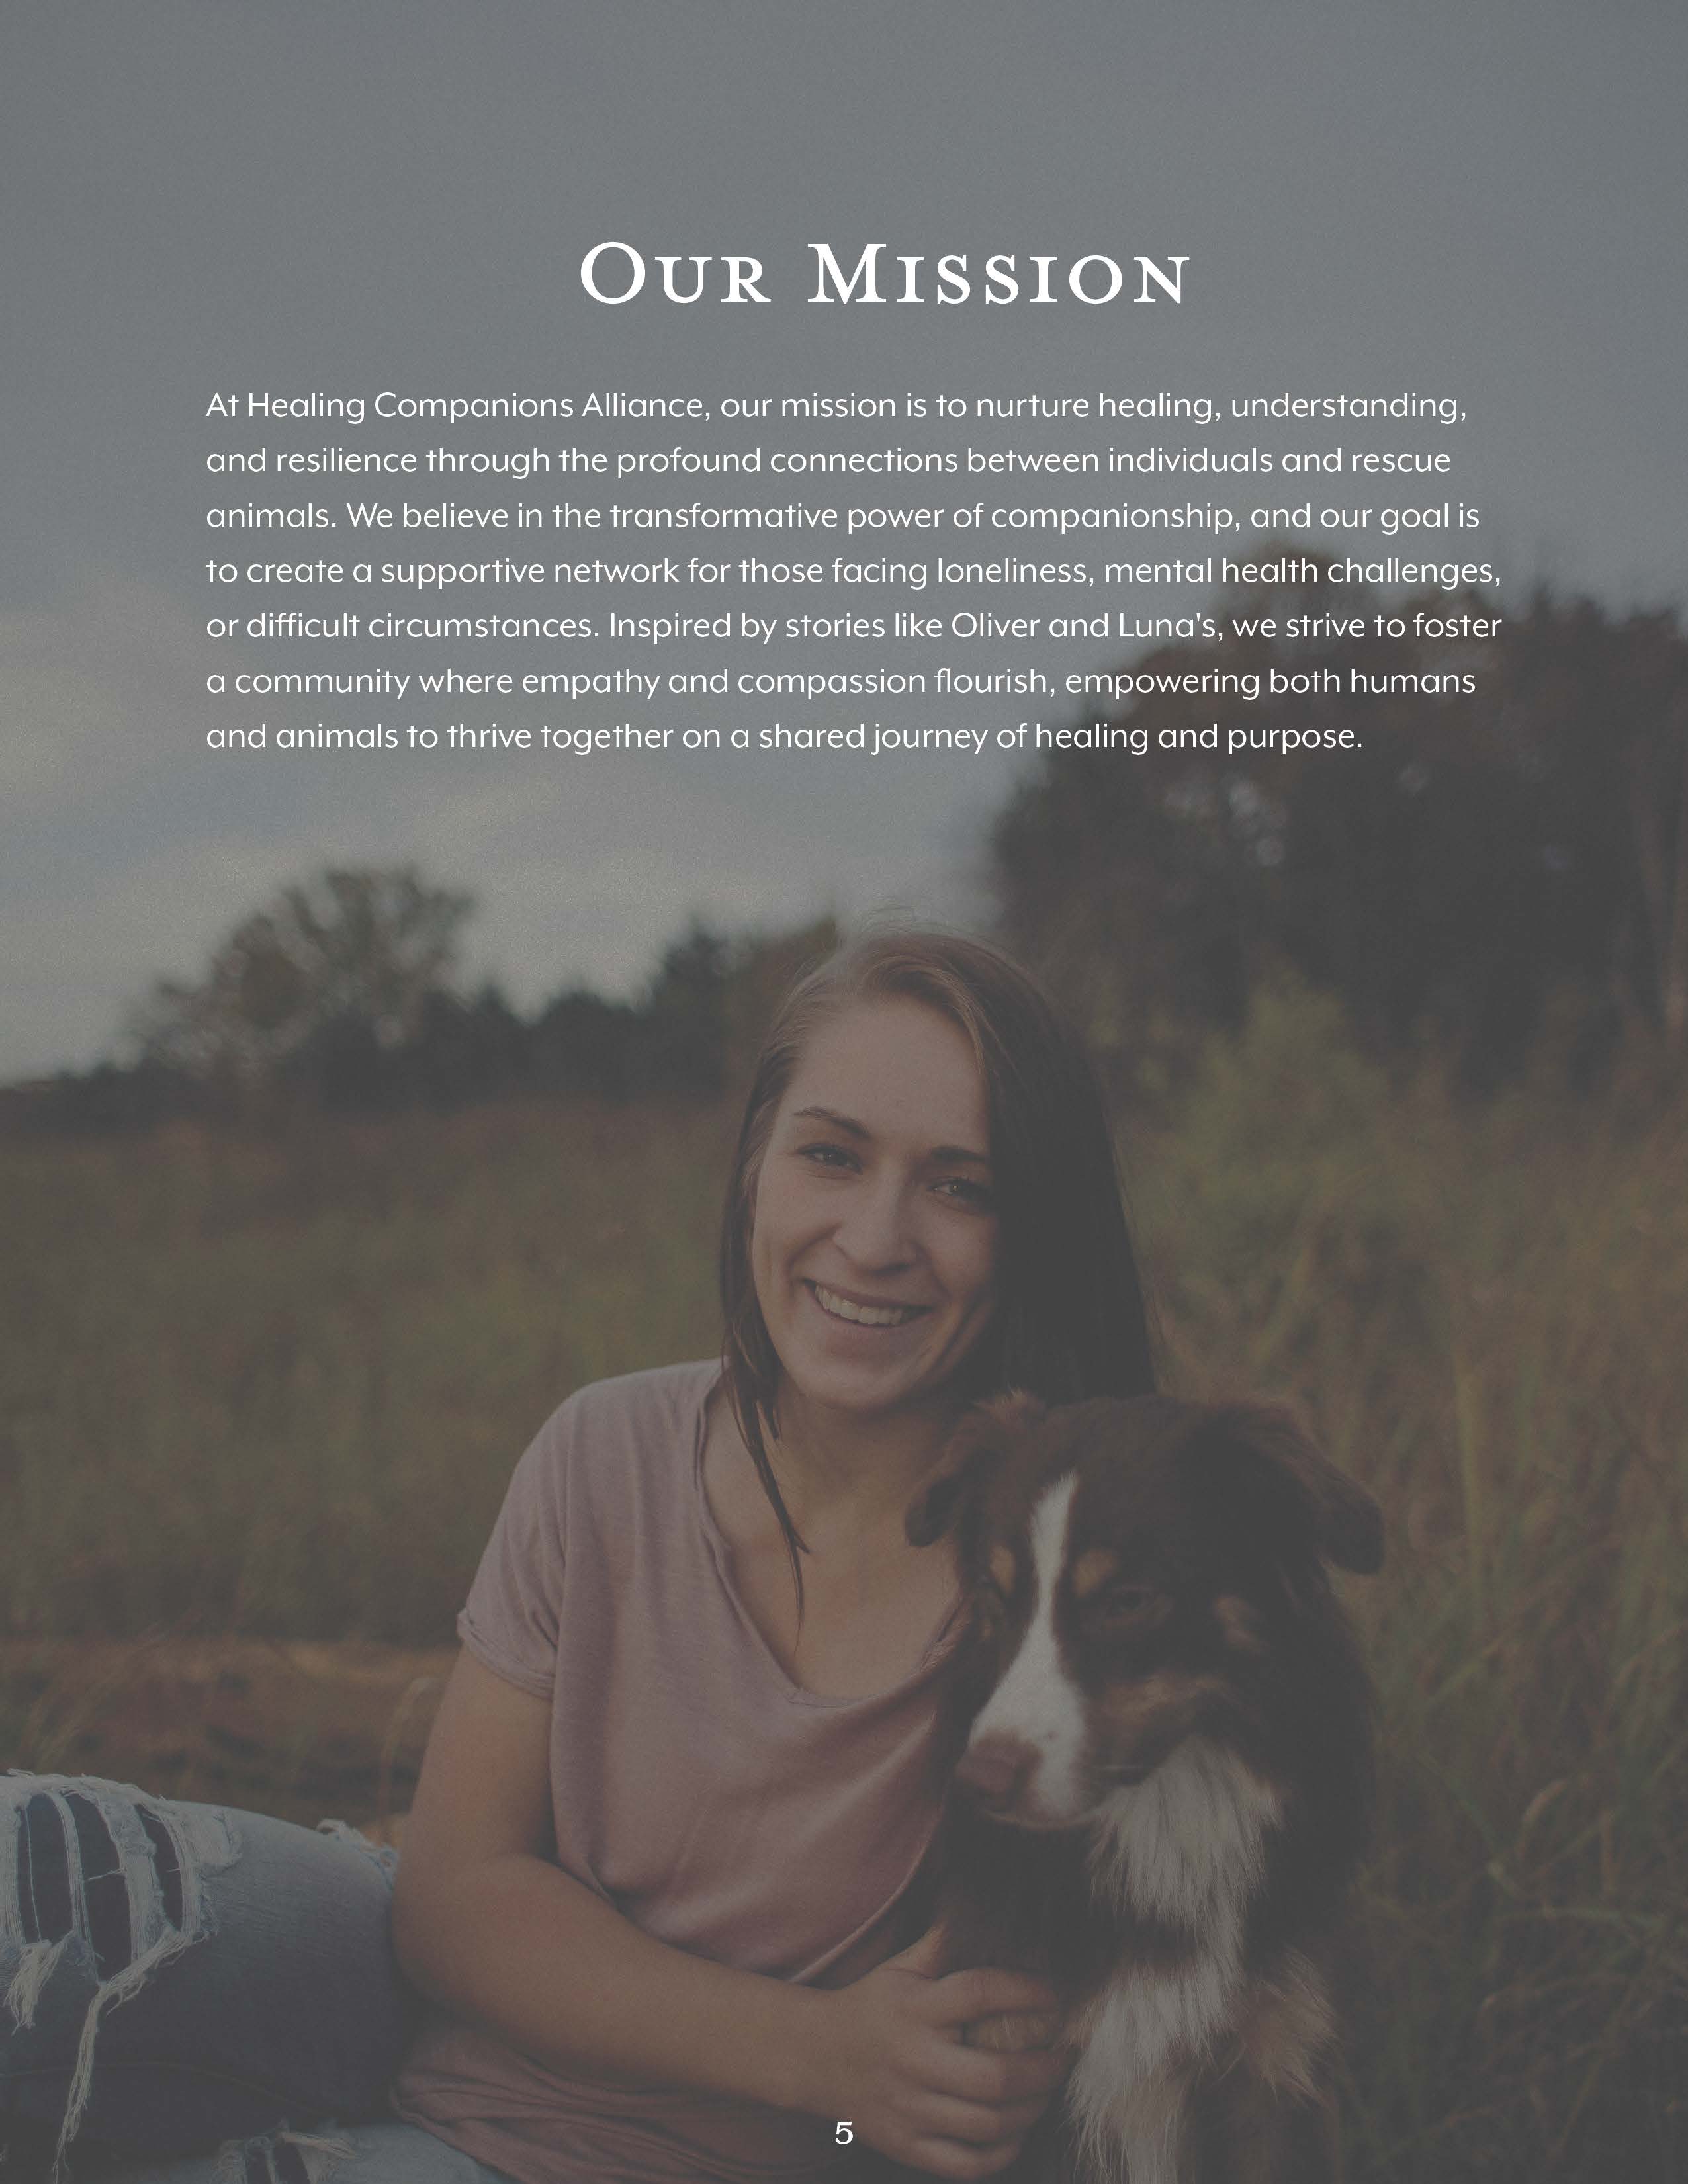 Our Mission
At Healing Companions Alliance, our mission is to nurture healing, understanding,
and resilience through the profound connections between individuals and rescue
animals. We believe in the transformative power of companionship, and our goal is
to create a supportive network for those facing loneliness, mental health challenges,
or difficult circumstances. Inspired by stories like Oliver and Luna's, we strive to foster
a community where empathy and compassion flourish, empowering both humans
and animals to thrive together on a shared journey of healing and purpose.
5